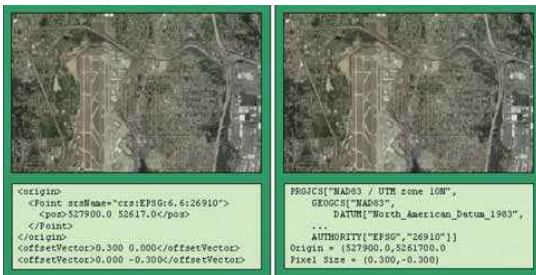 <origin>
<Point srsName="crs:EPSG:6.6:26910">
<pos>527900.0 52617.0</pos>
</Point>
</origin>
<offsetVector>0.300 0.000</offsetVector>
<offsetVector>0.000 -0.300</offsetVector>
PROJCS["NAD83 / UTM zone 10N",
GEOGCS["NAD83",
DATUM["North_American_Datum_1983",
...
AUTHORITY["EPSG","26910"]]
Origin = (527900.0,5261700.0
Pixel Size = (0.300,-0.300)